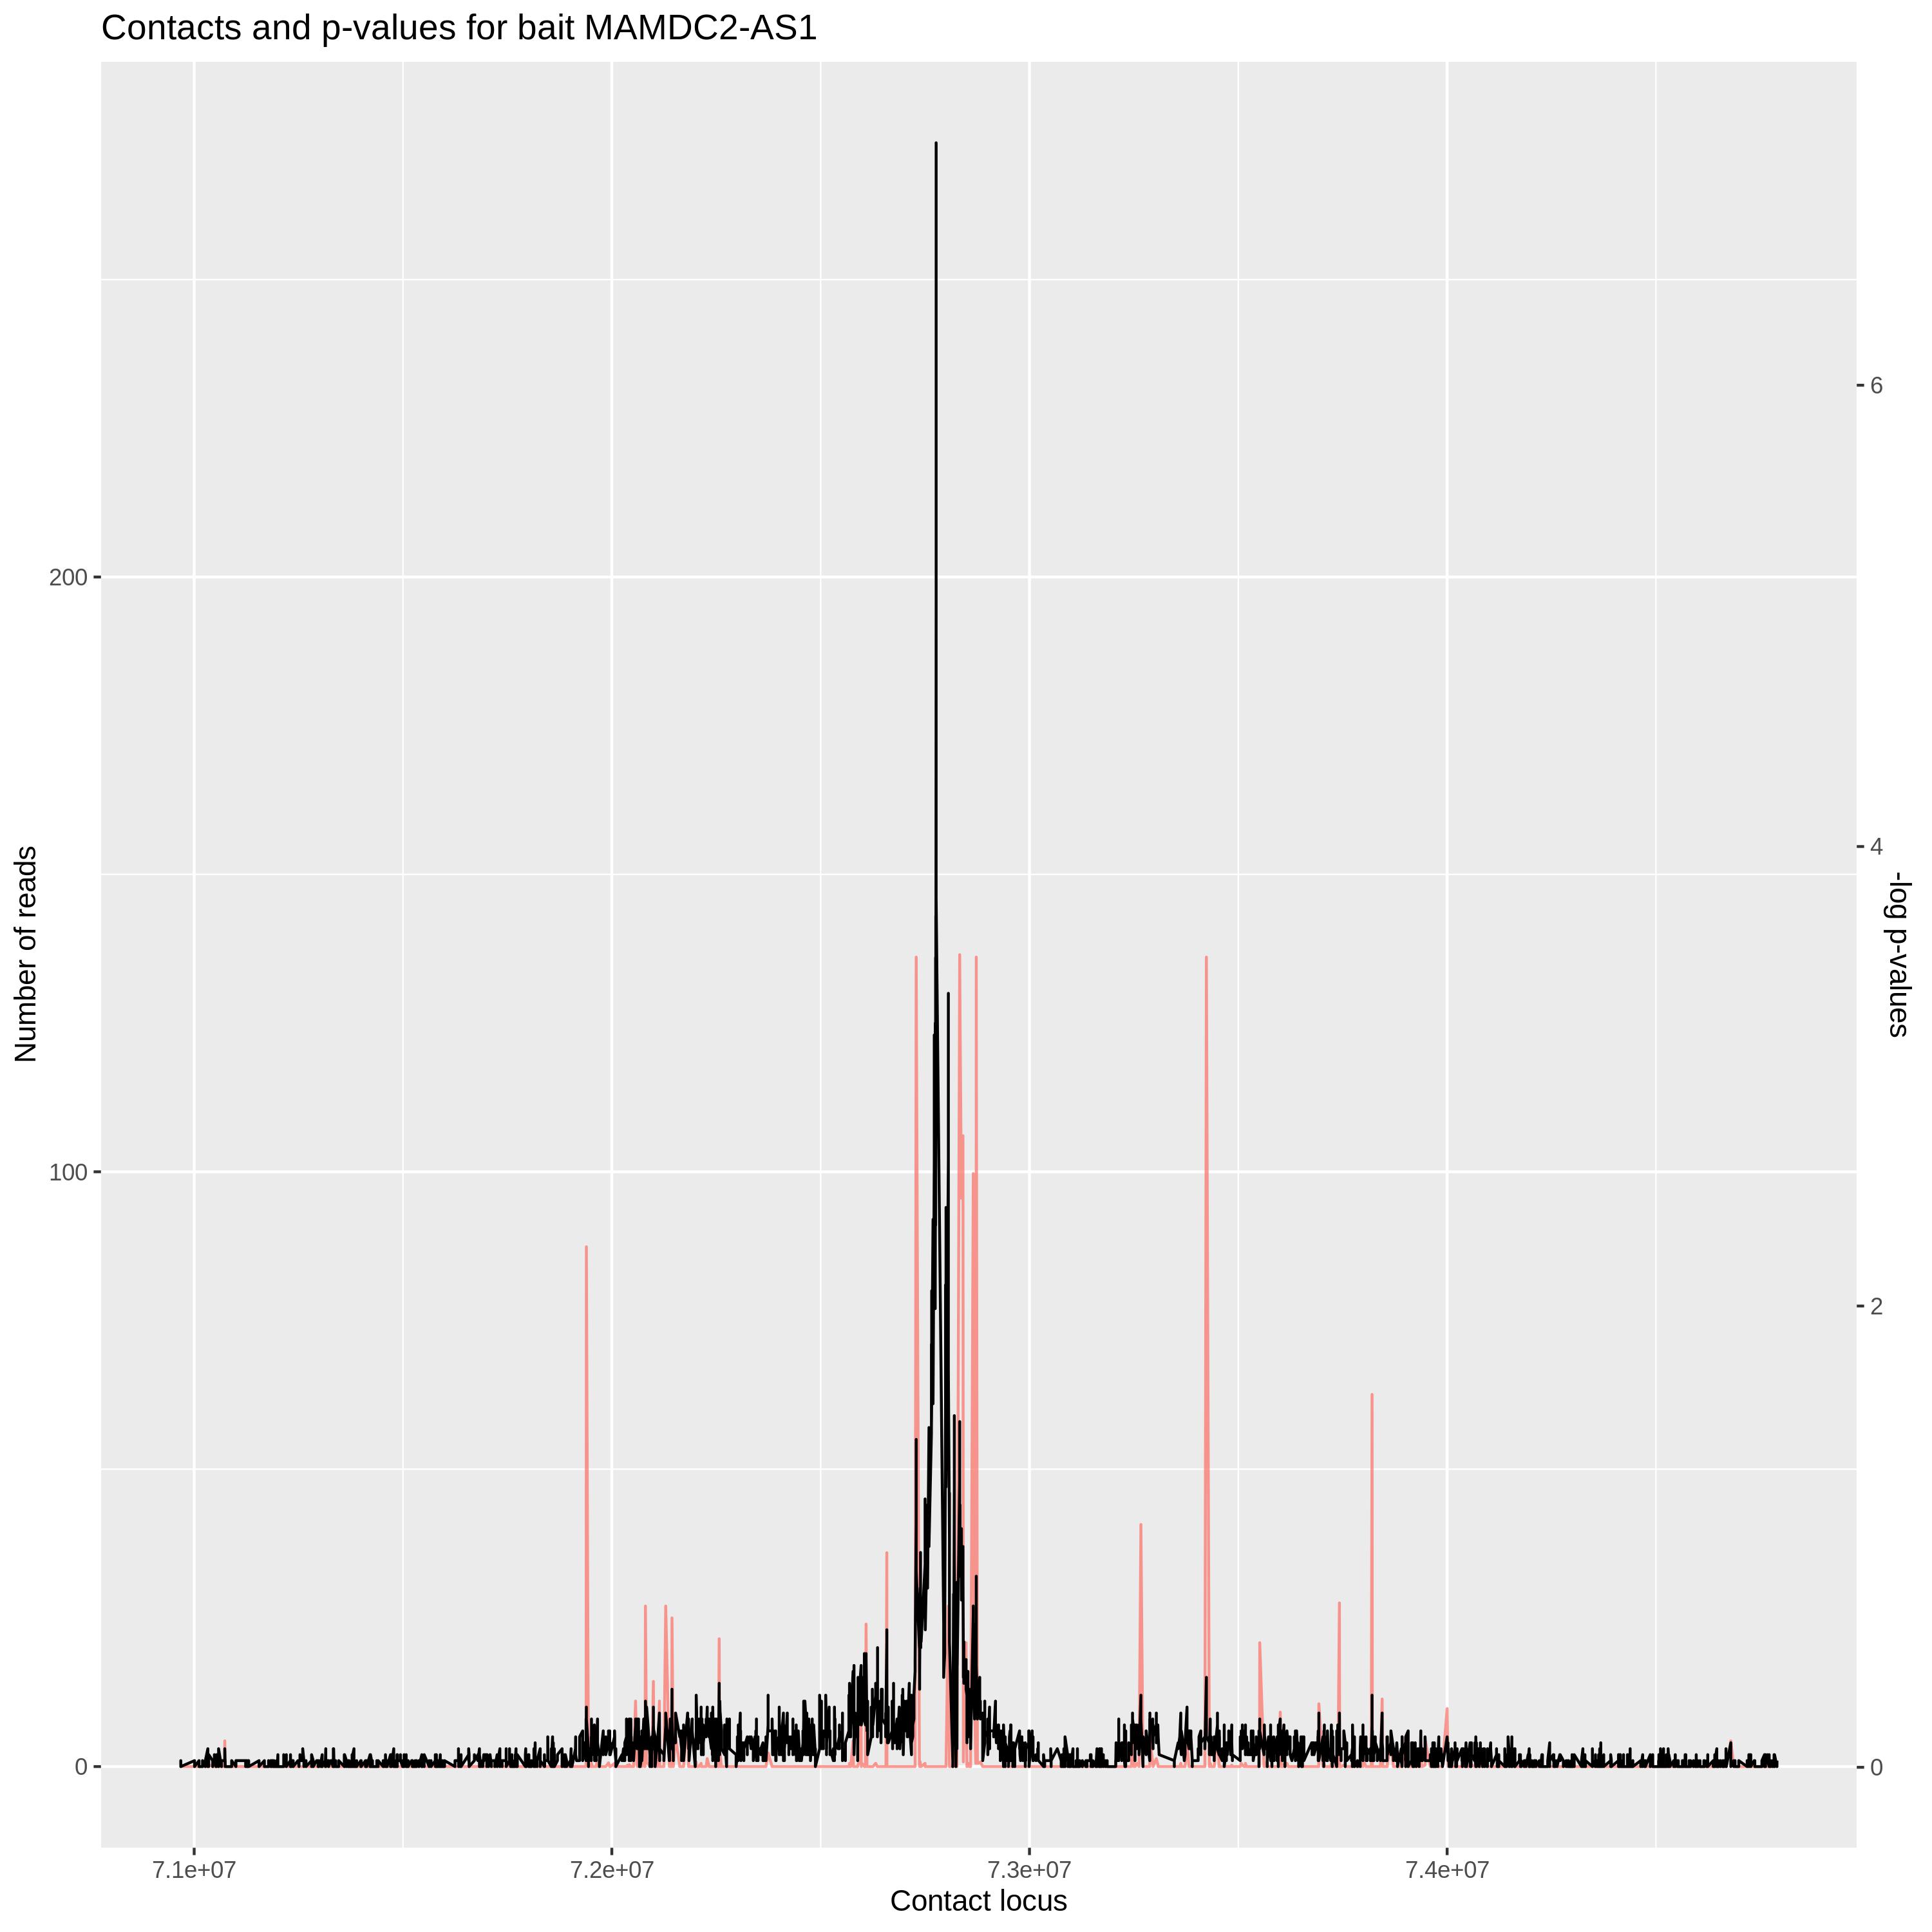 Contacts and p-values for bait MAMDC2-AS1
Number of reads
200
100
0
6
4
2
0
-log p-values
7.1e+07 7.2e+07 7.3e+07 7.4e+07
Contact locus